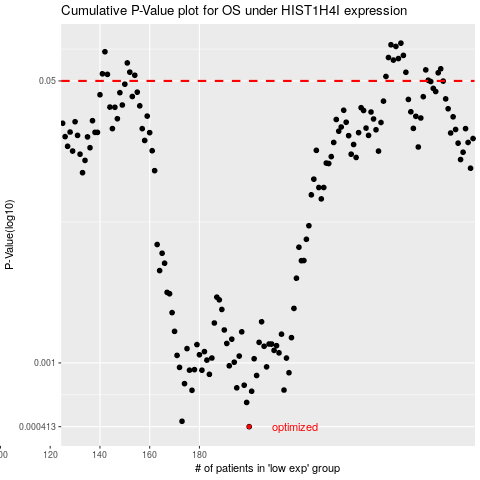 Cumulative P-Value plot for OS under HIST1H4I expression
0.05
P-Value(log10)
0.001
0.000413
optimized
00 120 140 160 180
# of patients in 'low exp' group